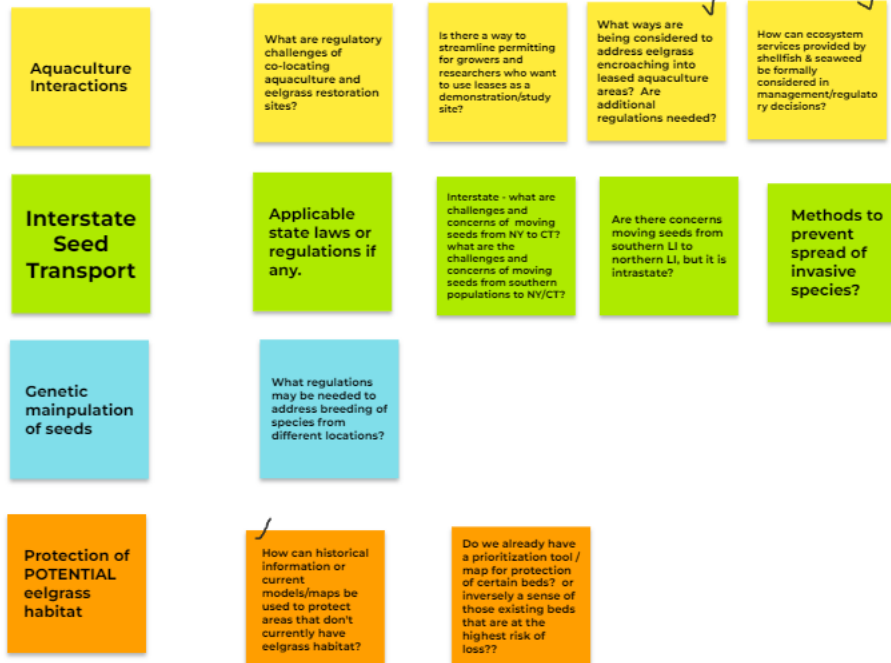 Aquaculture
Interactions
What are regulatory
challenges of
co-locating
aquaculture and
eelgrass restoration
sites?
Is there a way to
streamline permitting
for growers and
researchers who want
to use leases as a
demonstration/study
site?
What ways are
being considered to
address eelgrass
encroaching into
leased aquaculture
areas?  Are
additional
regulations needed?
How can ecosystem
services provided by
shellfish & seaweed
be formally
considered in
management/regulato
ry decisions?
Interstate
Seed
Transport
Applicable
state laws or
regulations if
any.
Interstate - what are
challenges and
concerns of  moving
seeds from NY to CT?
what are the
challenges and
concerns of moving
seeds from southern
populations to NY/CT?
Are there concerns
moving seeds from
southern LI to
northern LI, but it is
intrastate?
Methods to
prevent
spread of
invasive
species?
Genetic
mainpulation
of seeds
What regulations
may be needed to
address breeding of
species from
different locations?
Protection of
POTENTIAL
eelgrass
habitat
How can historical
information or
current
models/maps be
used to protect
areas that don't
currently have
eelgrass habitat?
Do we already have
a prioritization tool /
map for protection
of certain beds?  or
inversely a sense of
those existing beds
that are at the
highest risk of
loss??